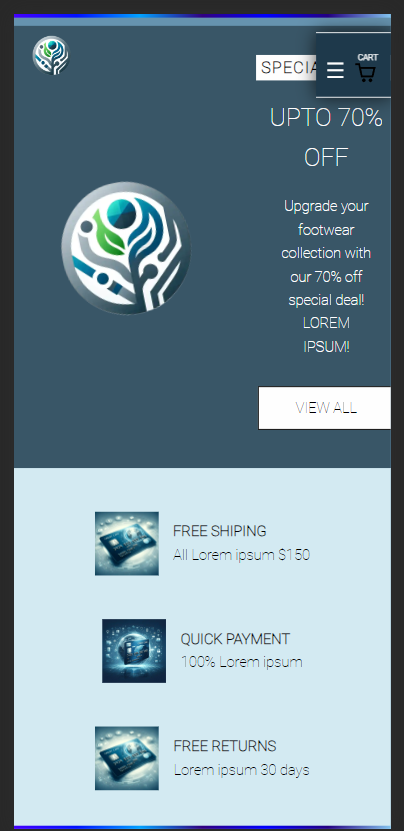 CART
SPECIA
UPTO 70%
OFF
Upgrade your
footwear
collection with
our 70% off
special deal!
LOREM
IPSUM!
VIEW ALL
FREE SHIPING
All Lorem ipsum $150
QUICK PAYMENT
100% Lorem ipsum
FREE RETURNS
Lorem ipsum 30 days